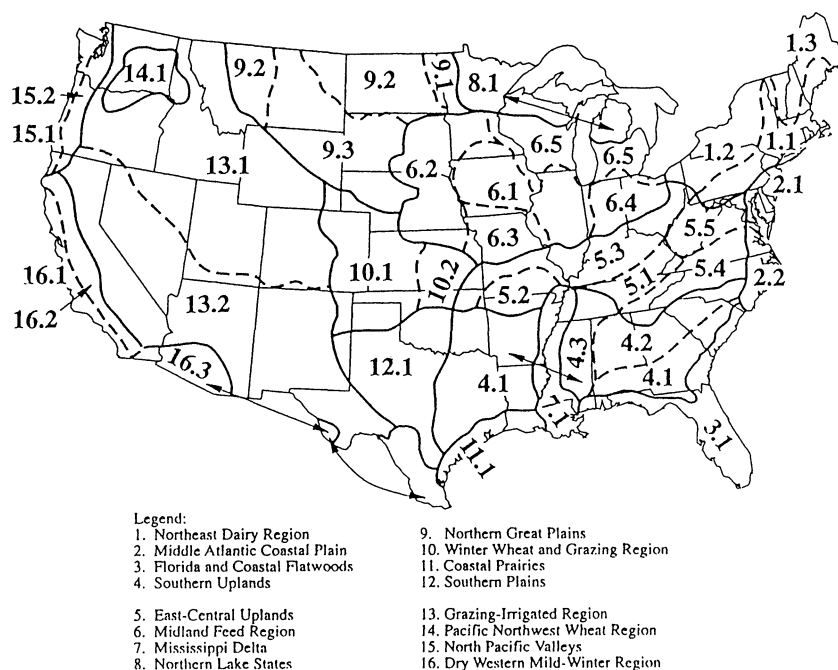 1.3
14.1
9.2
9.2
9.1
8.1
15.2
15.1
1.2
1.1
9.3
6.5
6.5
13.1
6.2
2.1
6.1
6.4
5.5
6.3
5.3
16.1
10.1
10.2
5.1
5.4
2.2
13.2
5.2
16.2
4.2
16.3
12.1
4.3
4.1
4.1
7.1
3.1
11.1
Legend:
1. Northeast Dairy Region
2. Middle Atlantic Coastal Plain
3. Florida and Coastal Flatwoods
4. Southern Uplands
5. East-Central Uplands
6. Midland Feed Region
7. Mississippi Delta
8. Northern Lake States
9. Northern Great Plains
10. Winter Wheat and Grazing Region
11. Coastal Prairies
12. Southern Plains
13. Grazing-Irrigated Region
14. Pacific Northwest Wheat Region
15. North Pacific Valleys
16. Dry Western Mild-Winter Region